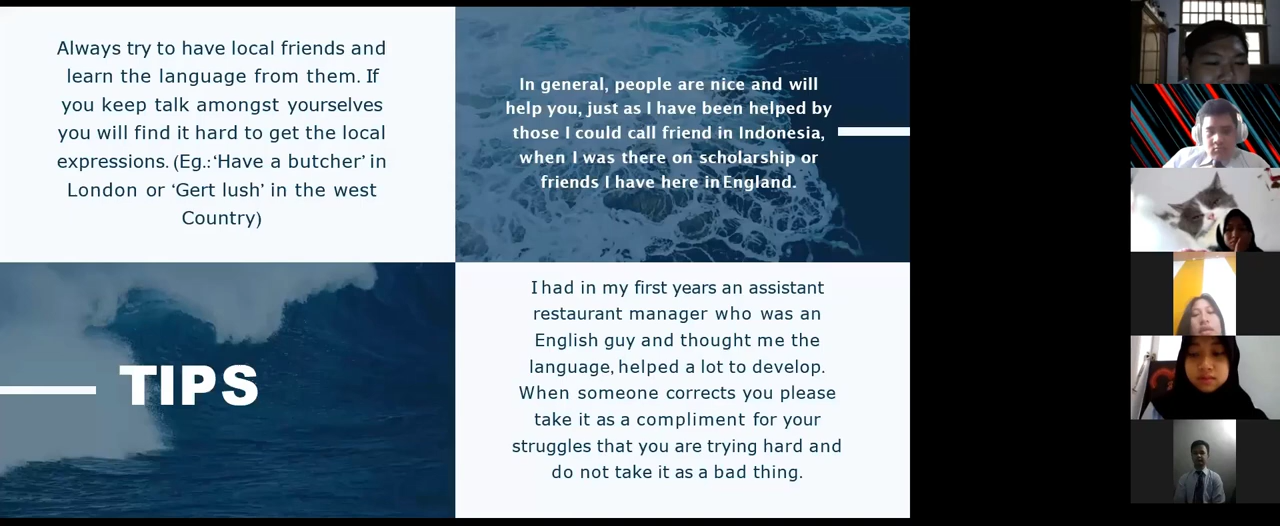 Always try to have local friends and
learn the language from them. If
you keep talk amongst yourselves
you will find it hard to get the local
expressions. (Eg.: ‘Have a butcher’ in
London or ‘Gert lush’ in the west
Country)
In general, people are nice and will
help you, just as I have been helped by
those I could call friend in Indonesia,
when I was there on scholarship or
friends I have here in England.
TIPS
I had in my first years an assistant
restaurant manager who was an
English guy and thought me the
language, helped a lot to develop.
When someone corrects you please
take it as a compliment for your
struggles that you are trying hard and
do not take it as a bad thing.